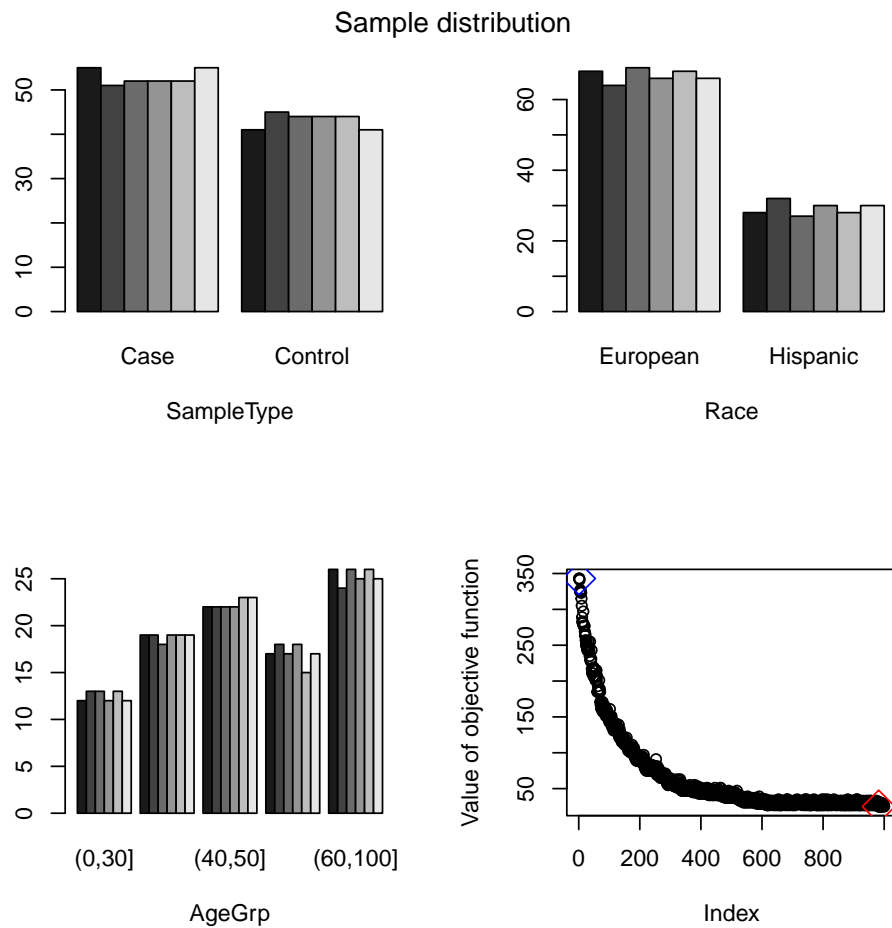 Sample distribution
50
30
10
0
Case Control
SampleType
60
40
20
0
European Hispanic
Race
25
20
15
10
5
0
(0,30] (40,50] (60,100]
AgeGrp
Value of objective function
350
250
150
50
0 200 400 600 800
Index